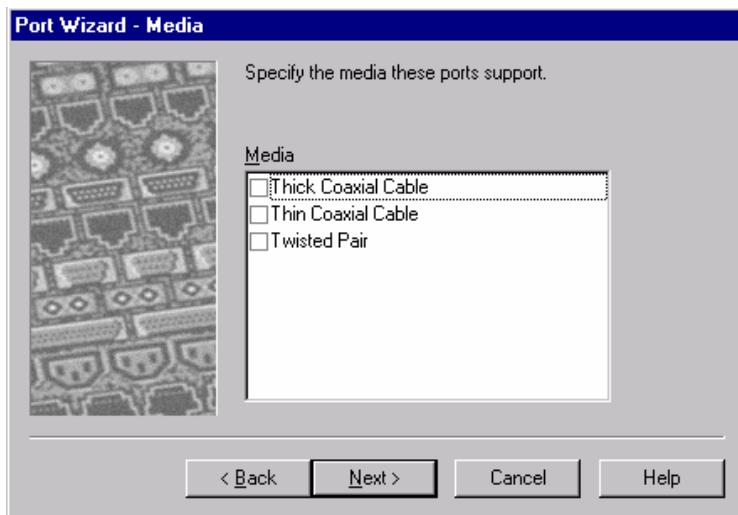 Port Wizard - Media
Specify the media these ports support.
Media
Thick Coaxial Cable
Thin Coaxial Cable
Twisted Pair
< Back
Next >
Cancel
Help